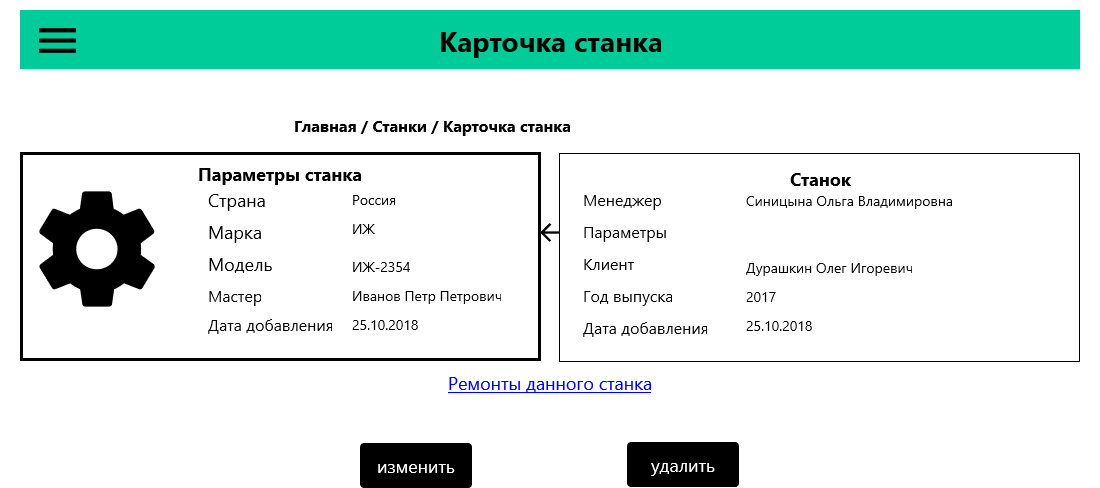 Карточка станка
Главная / Станки / Карточка станка
Параметры станка
Страна Россия
Марка ИЖ
Модель ИЖ-2354
Мастер Иванов Петр Петрович
Дата добавления 25.10.2018
Станок
Менеджер Синицына Ольга Владимировна
Параметры
Клиент Дурашкин Олег Игоревич
Год выпуска 2017
Дата добавления 25.10.2018
Ремонты данного станка
изменить
удалить